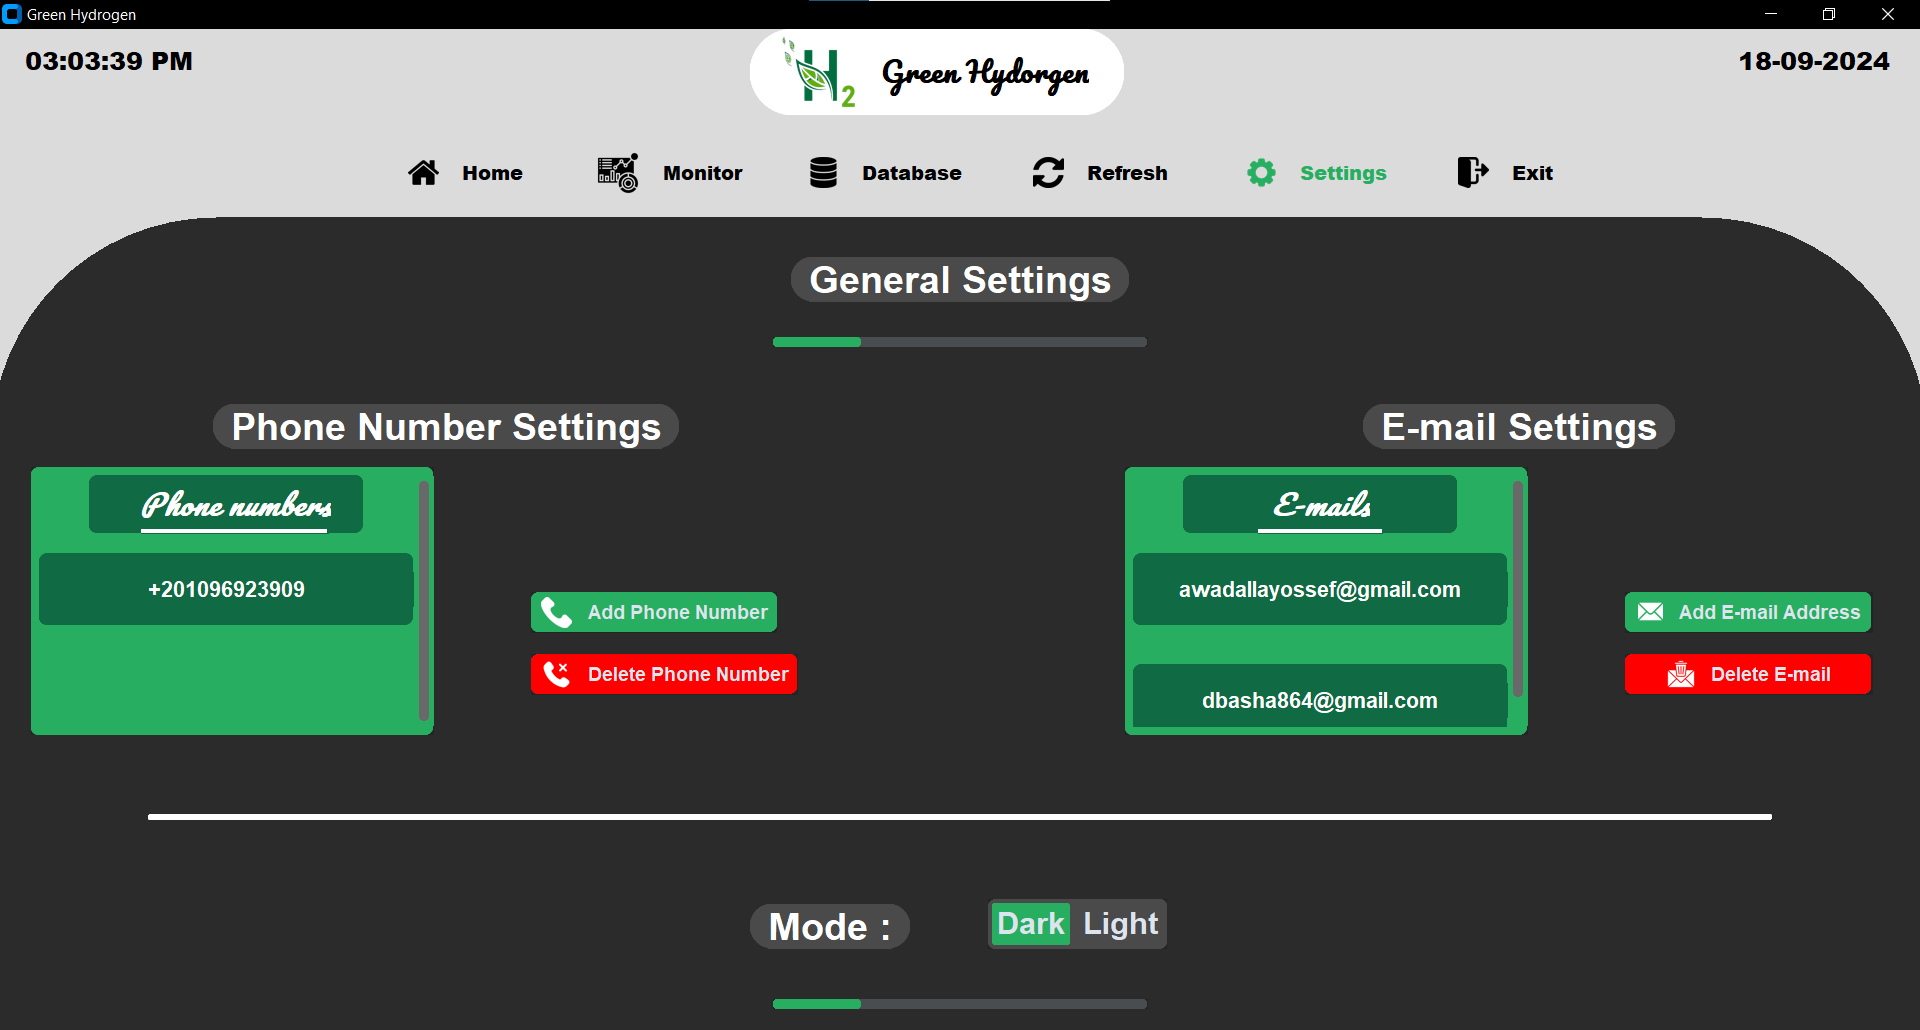 Green Hydrogen
03:03:39 PM
H2
Green Hydorgen
18-09-2024
Home
Monitor
Database
Refresh
Settings
Exit
General Settings
Phone Number Settings
Phone numbers
+201096923909
Add Phone Number
Delete Phone Number
E-mail Settings
E-mails
awadallayossef@gmail.com
dbasha864@gmail.com
Add E-mail Address
Delete E-mail
Mode :
Dark Light